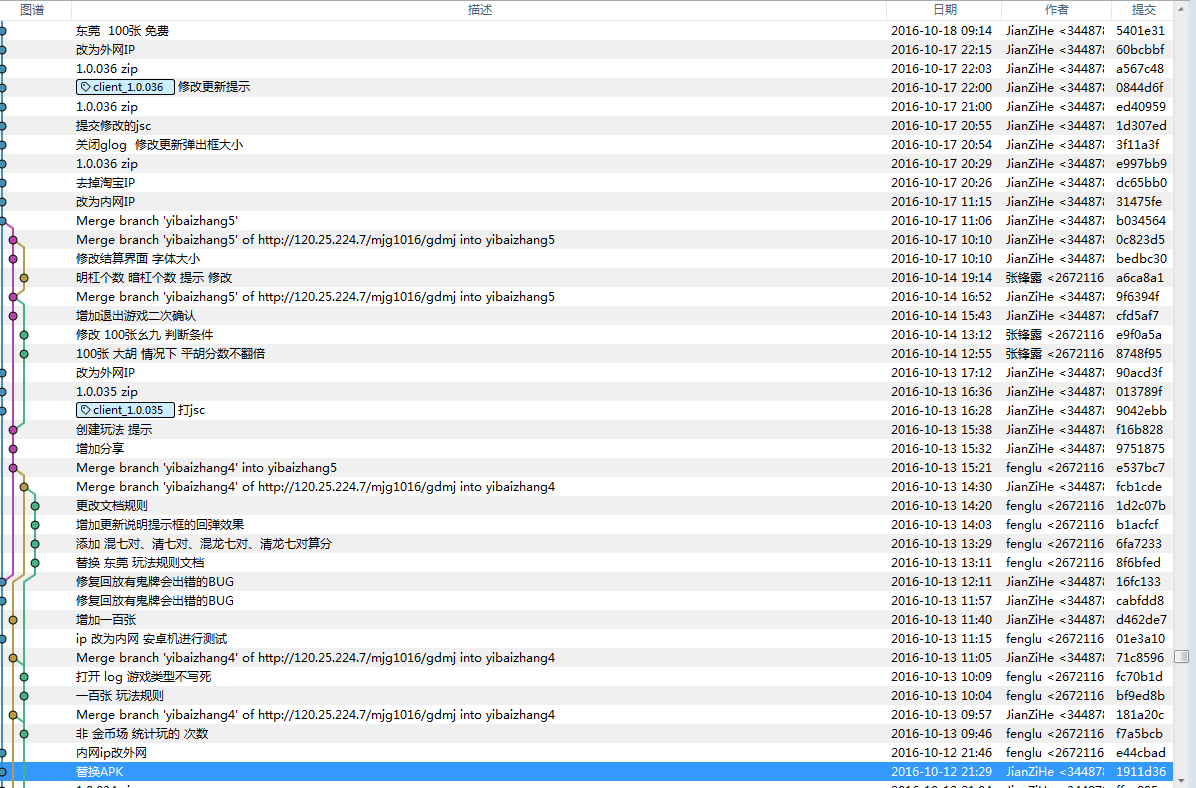 图谱 描述 日期 作者 提交
东莞 100张 免费 2016-10-18 09:14 JianZiHe <34487 5401e31
改为外网IP 2016-10-17 22:15 JianZiHe <34487 60bcbbf
1.0.036 zip 2016-10-17 22:03 JianZiHe <34487 a567c48
client_1.0.036 修改更新提示 2016-10-17 22:00 JianZiHe <34487 0844d6f
1.0.036 zip 2016-10-17 21:00 JianZiHe <34487 ed40959
提交修改的jsc 2016-10-17 20:55 JianZiHe <34487 1d307ed
关闭glog 修改更新弹出框大小 2016-10-17 20:54 JianZiHe <34487 3f11a3f
1.0.036 zip 2016-10-17 20:29 JianZiHe <34487 e997bb9
去掉淘宝IP 2016-10-17 20:26 JianZiHe <34487 dc65bb0
改为内网IP 2016-10-17 11:15 JianZiHe <34487 31475fe
Merge branch 'yibaizhang5' 2016-10-17 11:06 JianZiHe <34487 b034564
Merge branch 'yibaizhang5' of http://120.25.224.7/mjg1016/gdmj into yibaizhang5 2016-10-17 10:10 JianZiHe <34487 0c823d5
修改结算界面 字体大小 2016-10-17 10:10 JianZiHe <34487 bedbc30
明杠个数 暗杠个数 提示 修改 2016-10-14 19:14 张锋露 <2672116 a6ca8a1
Merge branch 'yibaizhang5' of http://120.25.224.7/mjg1016/gdmj into yibaizhang5 2016-10-14 16:52 JianZiHe <34487 9f6394f
增加退出游戏二次确认 2016-10-14 15:43 JianZiHe <34487 cfd5af7
修改 100张幺九 判断条件 2016-10-14 13:12 张锋露 <2672116 e9f0a5a
100张 大胡 情况下 平胡分数不翻倍 2016-10-14 12:55 张锋露 <2672116 8748f95
改为外网IP 2016-10-13 17:12 JianZiHe <34487 90acd3f
1.0.035 zip 2016-10-13 16:36 JianZiHe <34487 013789f
client_1.0.035 打jsc 2016-10-13 16:28 JianZiHe <34487 9042ebb
创建玩法 提示 2016-10-13 15:38 JianZiHe <34487 f16b828
增加分享 2016-10-13 15:32 JianZiHe <34487 9751875
Merge branch 'yibaizhang4' into yibaizhang5 2016-10-13 15:21 fenglu <2672116 e537bc7
Merge branch 'yibaizhang4' of http://120.25.224.7/mjg1016/gdmj into yibaizhang4 2016-10-13 14:30 fenglu <2672116 fcb1cde
更改文档规则 2016-10-13 14:20 fenglu <2672116 1d2c07b
增加更新说明提示框的回弹效果 2016-10-13 14:03 fenglu <2672116 b1acfcf
添加 混七对、清七对、混龙七对、清龙七对算分 2016-10-13 13:29 fenglu <2672116 6fa7233
替换 东莞 玩法规则文档 2016-10-13 13:11 fenglu <2672116 8f6bfed
修复回放有鬼牌会出错的BUG 2016-10-13 12:11 JianZiHe <34487 16fc133
修复回放有鬼牌会出错的BUG 2016-10-13 11:57 JianZiHe <34487 cabfdd8
增加一百张 2016-10-13 11:40 JianZiHe <34487 d462de7
ip 改为内网 安卓机进行测试 2016-10-13 11:15 fenglu <2672116 01e3a10
Merge branch 'yibaizhang4' of http://120.25.224.7/mjg1016/gdmj into yibaizhang4 2016-10-13 11:05 JianZiHe <34487 71c8596
打开 log 游戏类型不写死 2016-10-13 10:09 fenglu <2672116 fc70b1d
一百张 玩法规则 2016-10-13 10:04 fenglu <2672116 bf9ed8b
Merge branch 'yibaizhang4' of http://120.25.224.7/mjg1016/gdmj into yibaizhang4 2016-10-13 09:57 JianZiHe <34487 181a20c
非 金币场 统计玩的 次数 2016-10-13 09:46 fenglu <2672116 f7a5bcb
内网ip改外网 2016-10-12 21:46 fenglu <2672116 e44cbad
替换APK 2016-10-12 21:29 JianZiHe <34487 1911d36